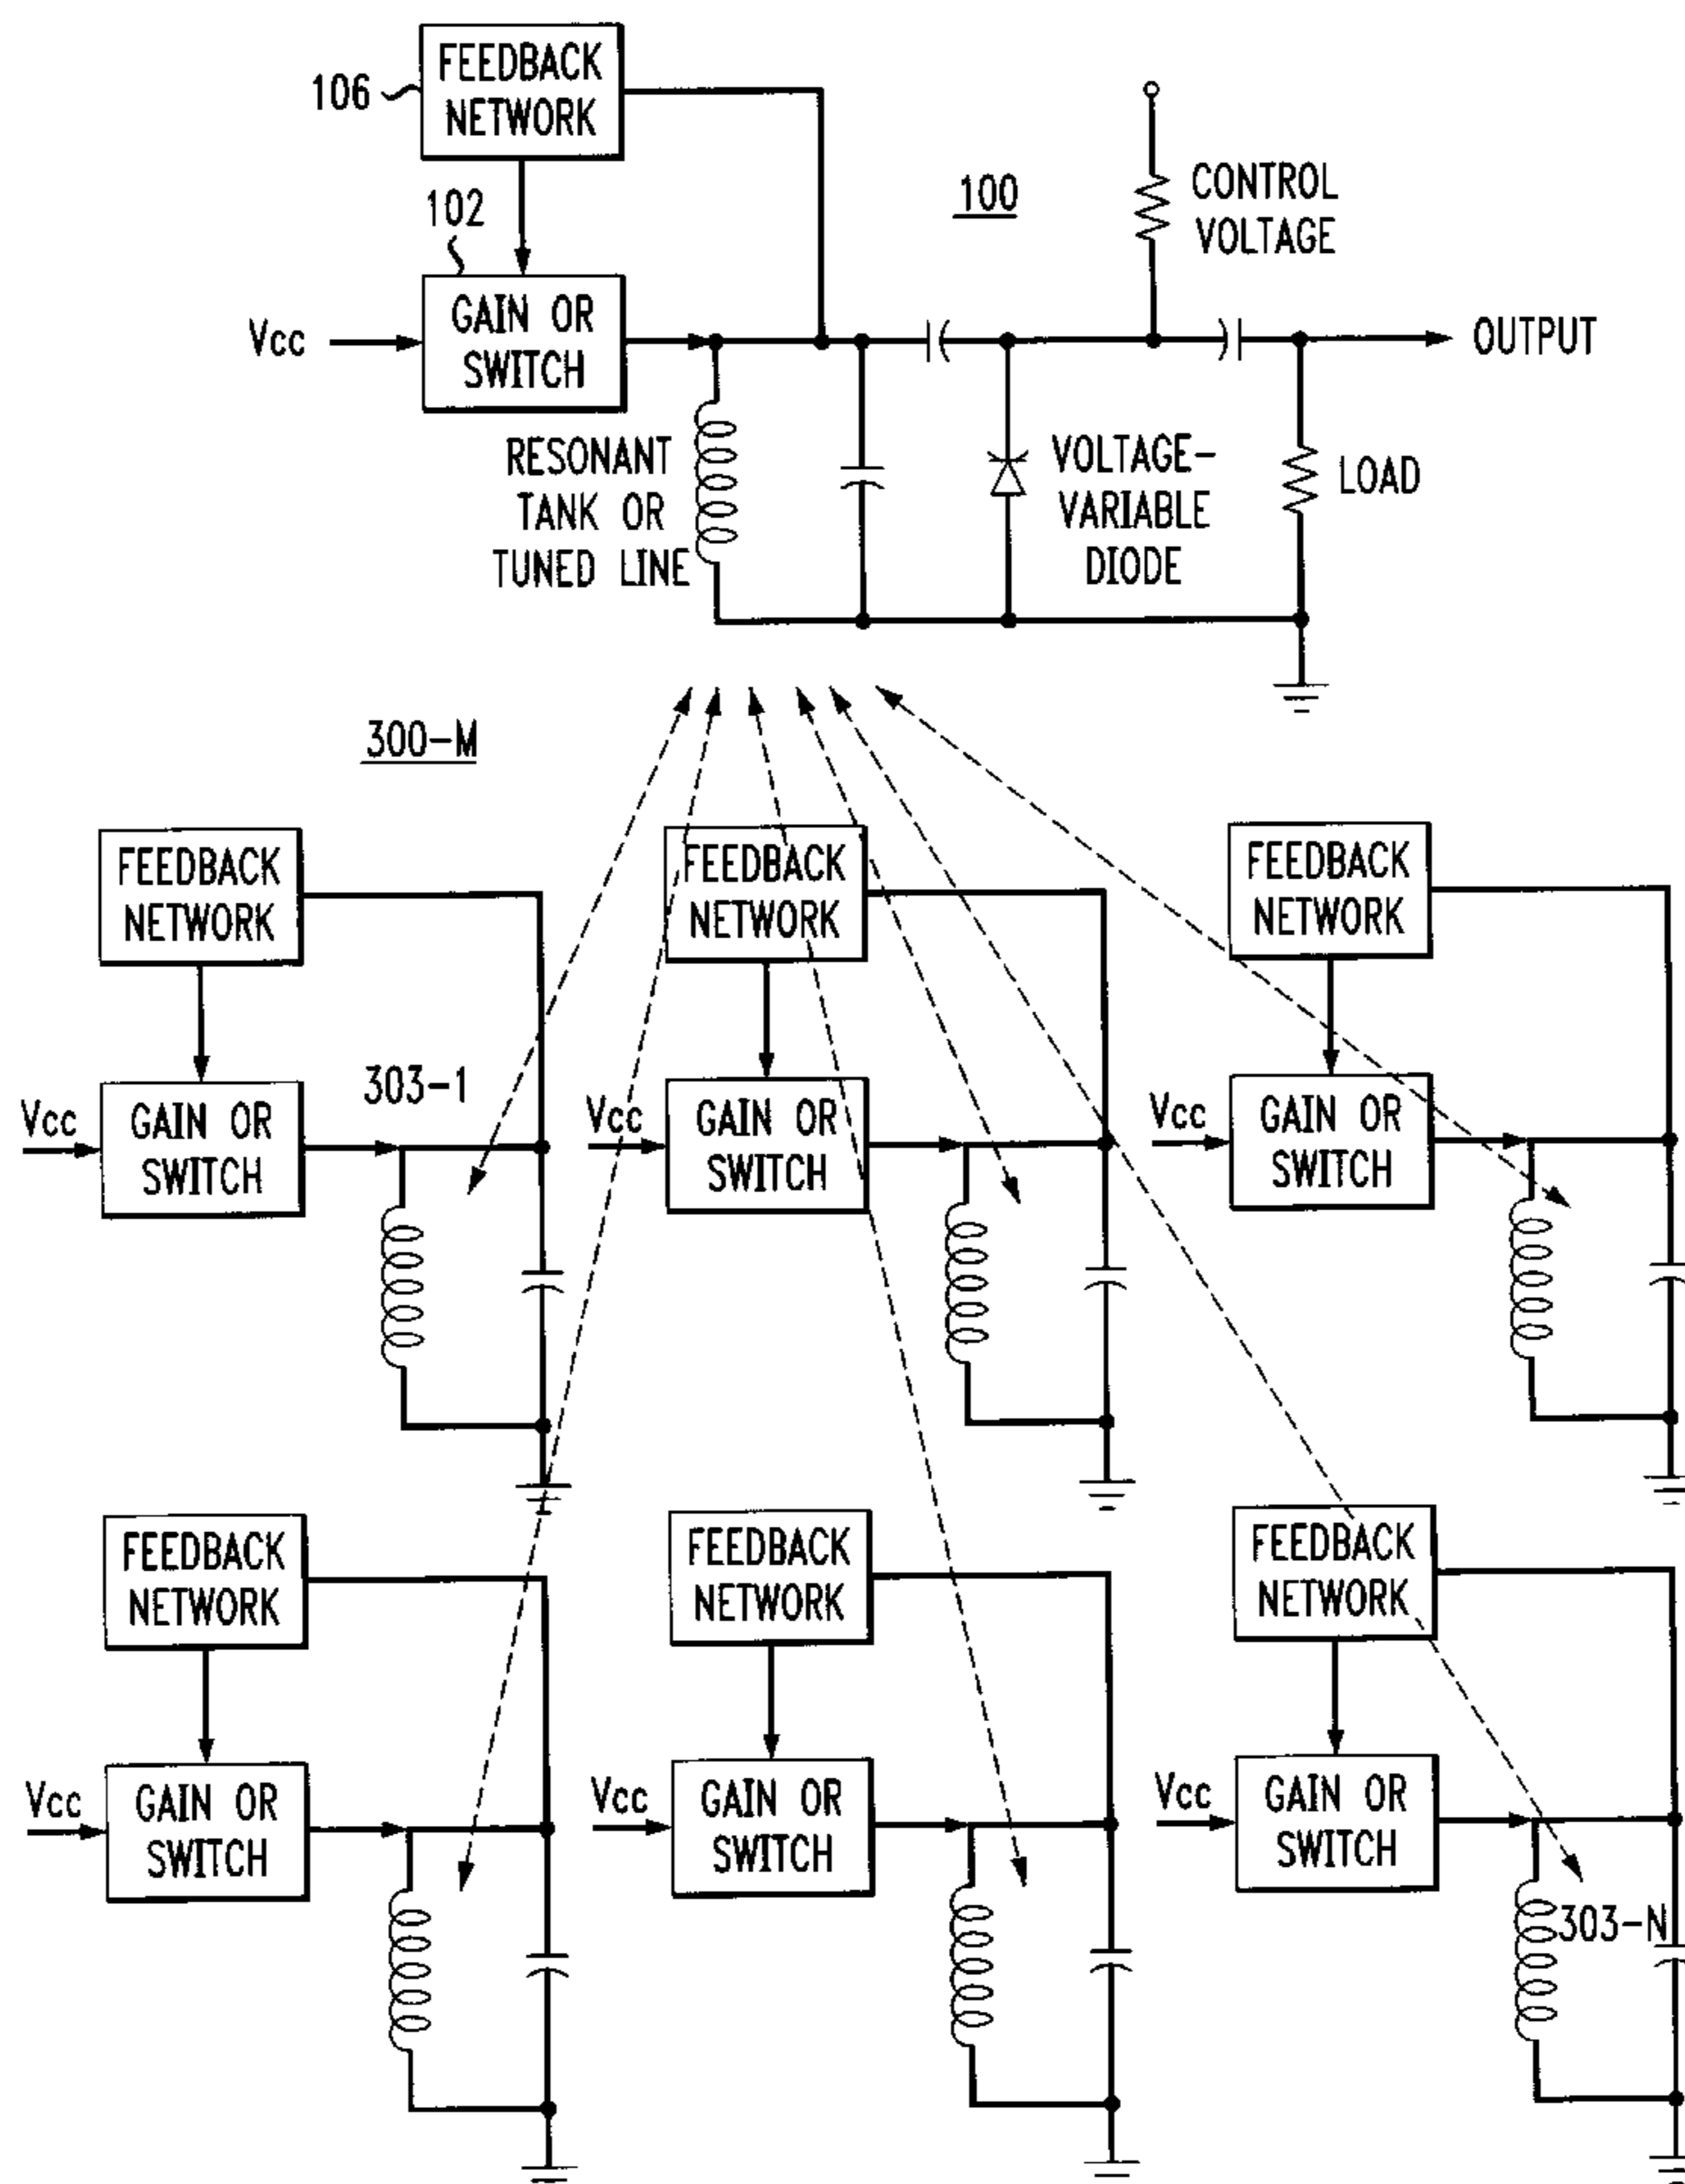 FEEDBACK
NETWORK
106
102
100
CONTROL
VOLTAGE
Vcc
GAIN OR
SWITCH
OUTPUT
RESONANT
TANK OR
TUNED LINE
VOLTAGE-
VARIABLE
DIODE
LOAD
300-M
FEEDBACK
NETWORK
FEEDBACK
NETWORK
FEEDBACK
NETWORK
303-1
Vcc
GAIN OR
SWITCH
Vcc
GAIN OR
SWITCH
Vcc
GAIN OR
SWITCH
FEEDBACK
NETWORK
FEEDBACK
NETWORK
FEEDBACK
NETWORK
Vcc
GAIN OR
SWITCH
Vcc
GAIN OR
SWITCH
Vcc
GAIN OR
SWITCH
303-N